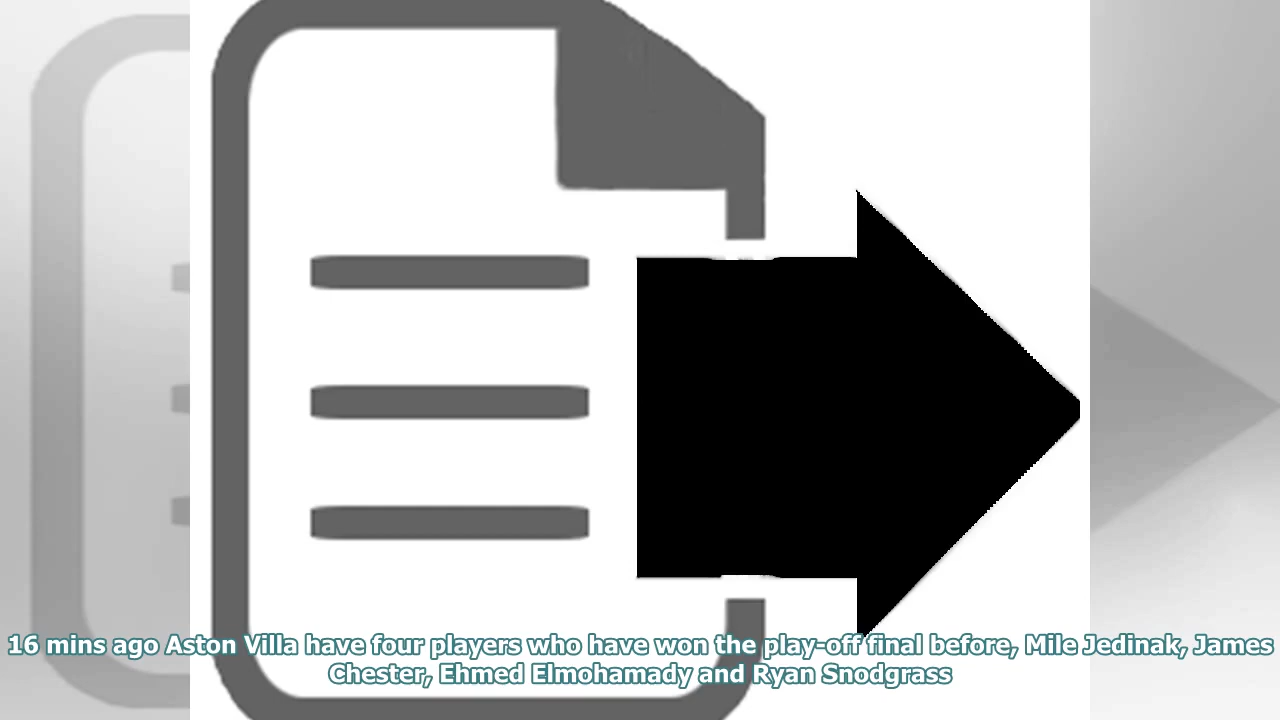 16 mins ago Aston Villa have four players who have won the play-off final before, Mile Jedinak, James
Chester, Ehmed Elmohamady and Ryan Snodgrass